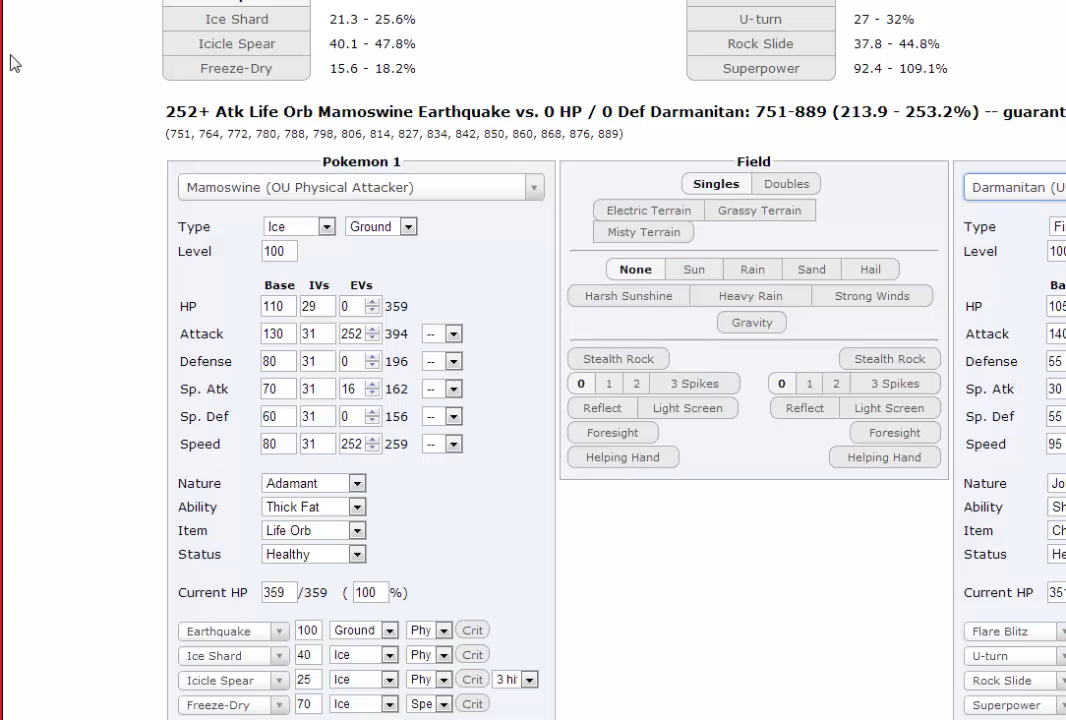 Ice Shard 21.3 - 25.6% U-turn 27 - 32%
Icicle Spear 40.1 - 47.8% Rock Slide 37.8 - 44.8%
Freeze-Dry 15.6 - 18.2% Superpower 92.4 - 109.1%
252+ Atk Life Orb Mamoswine Earthquake vs. 0 HP / 0 Def Darmanitan: 751-889 (213.9 - 253.2%) -- guarant
(751, 764, 772, 780, 788, 798, 806, 814, 827, 834, 842, 850, 860, 868, 876, 889)
Pokemon 1
Mamoswine (OU Physical Attacker)
Type Ice Ground
Level 100
Base IVs EVs
HP 110 29 0 359
Attack 130 31 252 394 --
Defense 80 31 0 196 --
Sp. Atk 70 31 16 162 --
Sp. Def 60 31 0 156 --
Speed 80 31 252 259 --
Nature Adamant
Ability Thick Fat
Item Life Orb
Status Healthy
Current HP 359 /359 ( 100 %)
Earthquake 100 Ground Phy Crit
Ice Shard 40 Ice Phy Crit
Icicle Spear 25 Ice Phy Crit 3 hi
Freeze-Dry 70 Ice Spe Crit
Field
Singles Doubles
Electric Terrain Grassy Terrain
Misty Terrain
None Sun Rain Sand Hail
Harsh Sunshine Heavy Rain Strong Winds
Gravity
Stealth Rock Stealth Rock
0 1 2 3 Spikes 0 1 2 3 Spikes
Reflect Light Screen Reflect Light Screen
Foresight Foresight
Helping Hand Helping Hand
Darmanitan (U
Type Fi
Level 100
Ba
HP 105
Attack 140
Defense 55
Sp. Atk 30
Sp. Def 55
Speed 95
Nature Jo
Ability Sh
Item Ch
Status He
Current HP 351
Flare Blitz
U-turn
Rock Slide
Superpower